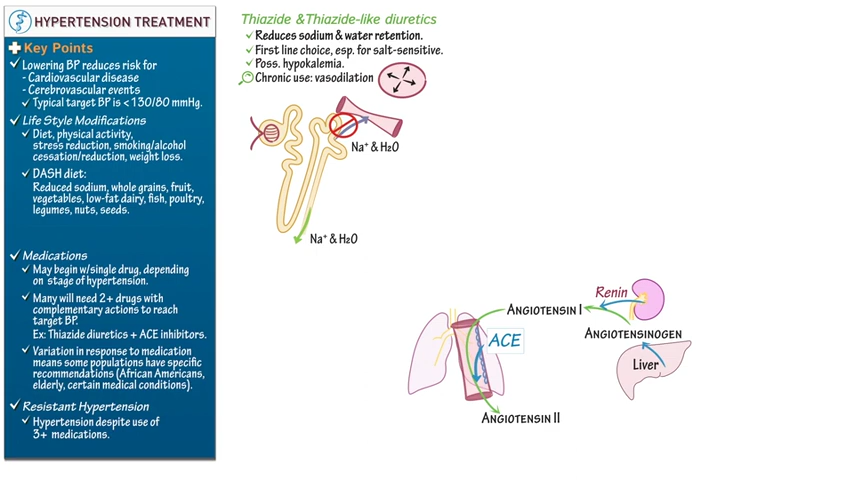 HYPERTENSION TREATMENT
Key Points
Lowering BP reduces risk for
- Cardiovascular disease
- Cerebrovascular events
Typical target BP is < 130/80 mmHg.
Life Style Modifications
Diet, physical activity,
stress reduction, smoking/alcohol
cessation/reduction, weight loss.
DASH diet:
Reduced sodium, whole grains, fruit,
vegetables, low-fat dairy, fish, poultry,
legumes, nuts, seeds.
Medications
May begin w/single drug, depending
on stage of hypertension.
Many will need 2+ drugs with
complementary actions to reach
target BP.
Ex: Thiazide diuretics + ACE inhibitors.
Variation in response to medication
means some populations have specific
recommendations (African Americans,
elderly, certain medical conditions).
Resistant Hypertension
Hypertension despite use of
3+ medications.
Thiazide &Thiazide-like diuretics
Reduces sodium & water retention.
First line choice, esp. for salt-sensitive.
Poss. hypokalemia.
Chronic use: vasodilation
Na⁺ & H2O
Na⁺ & H2O
Renin
ANGIOTENSIN I
ANGIOTENSINOGEN
ACE
Liver
ANGIOTENSIN II